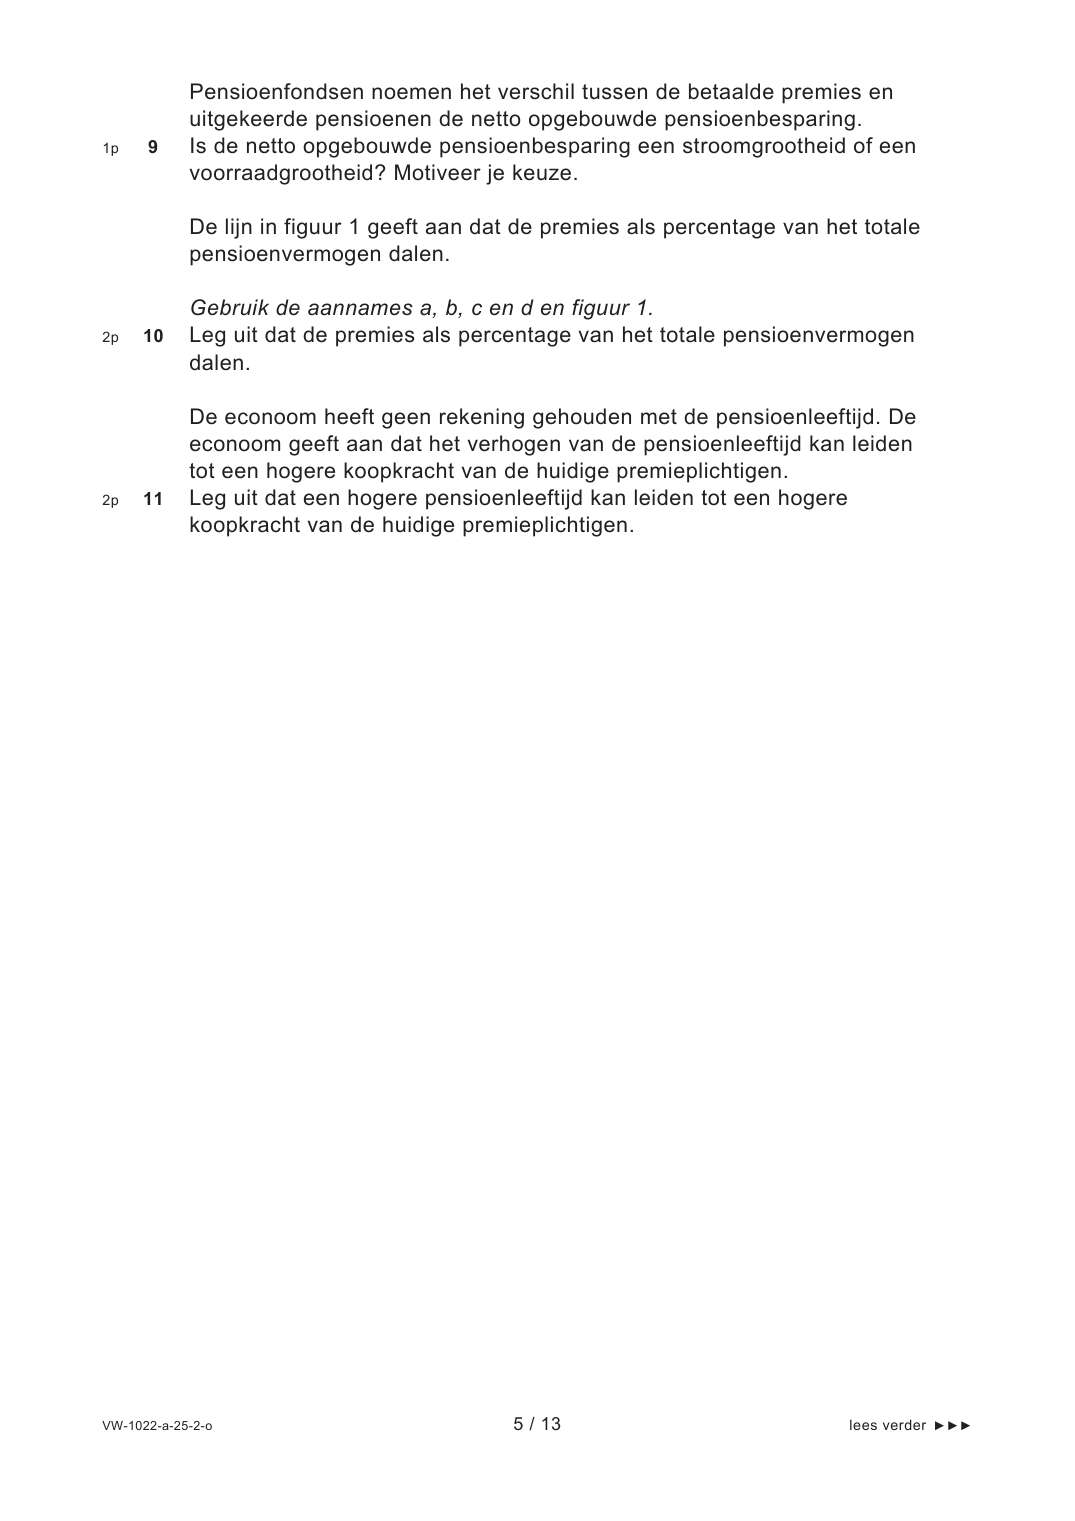 Pensioenfondsen noemen het verschil tussen de betaalde premies en
uitgekeerde pensioenen de netto opgebouwde pensioenbesparing.
1p 9 Is de netto opgebouwde pensioenbesparing een stroomgrootheid of een
voorraadgrootheid? Motiveer je keuze.
De lijn in figuur 1 geeft aan dat de premies als percentage van het totale
pensioenvermogen dalen.
Gebruik de aannames a, b, c en d en figuur 1.
2p 10 Leg uit dat de premies als percentage van het totale pensioenvermogen
dalen.
De econoom heeft geen rekening gehouden met de pensioenleeftijd. De
econoom geeft aan dat het verhogen van de pensioenleeftijd kan leiden
tot een hogere koopkracht van de huidige premieplichtigen.
2p 11 Leg uit dat een hogere pensioenleeftijd kan leiden tot een hogere
koopkracht van de huidige premieplichtigen.
VW-1022-a-25-2-o 5 / 13 lees verder ►►►